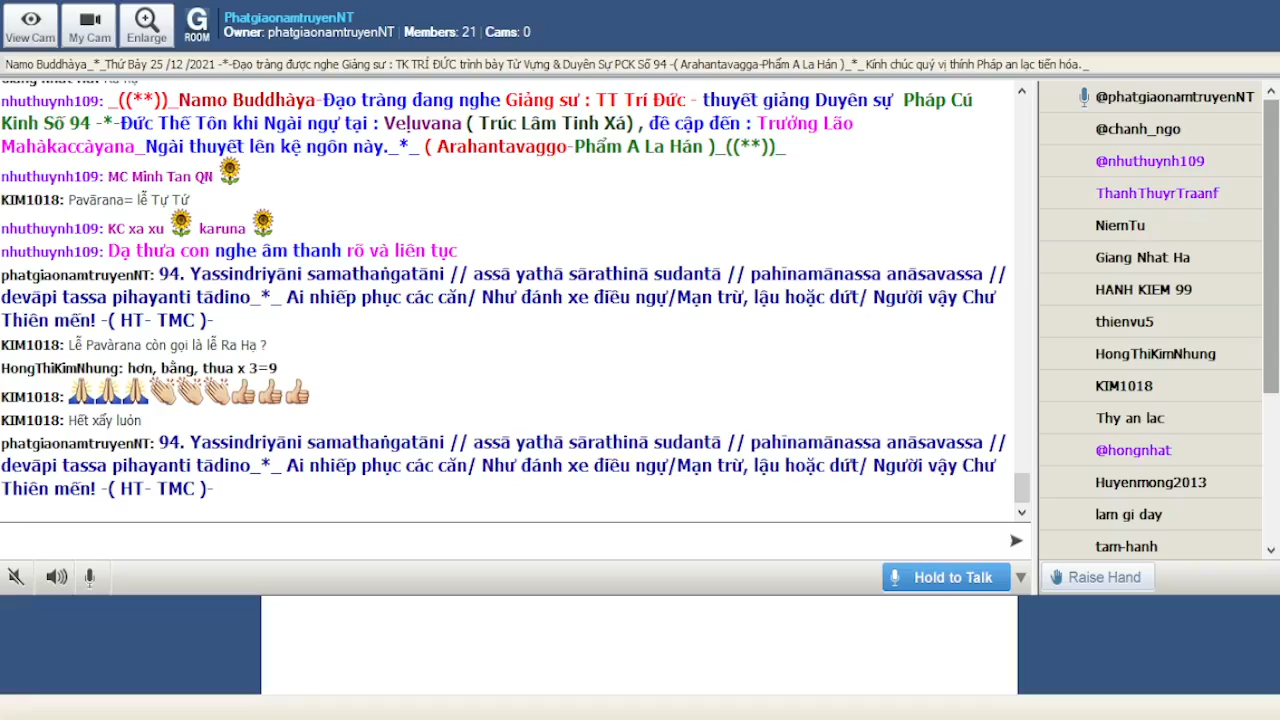 View Cam
My Cam
Enlarge
G
ROOM
PhatgiaonamtruyenNT
Owner: phatgiaonamtruyenNT | Members: 21 | Cams: 0
Namo Buddhàya_*_Thứ Bảy 25 /12 /2021 -*-Đạo tràng được nghe Giảng sư : TK TRÍ ĐỨC trình bày Từ Vựng & Duyên Sự PCK Số 94 -( Arahantavagga-Phẩm A La Hán )_*_ Kính chúc quý vị thính Pháp an lạc tiến hóa._
nhuthuynh109: _((**))_Namo Buddhàya-Đạo tràng đang nghe Giảng sư : TT Trí Đức - thuyết giảng Duyên sự Pháp Cú
Kinh Số 94 -*-Đức Thế Tôn khi Ngài ngự tại : Veḷuvana ( Trúc Lâm Tinh Xá) , đề cập đến : Trưởng Lão
Mahàkaccàyana_Ngài thuyết lên kệ ngôn này._*_ ( Arahantavaggo-Phẩm A La Hán )_((**))_
nhuthuynh109: MC Minh Tan QN
KIM1018: Pavārana= lễ Tự Tứ
nhuthuynh109: KC xa xu karuna
nhuthuynh109: Dạ thưa con nghe âm thanh rõ và liên tục
phatgiaonamtruyenNT: 94. Yassindriyāni samathaṅgatāni // assā yathā sārathinā sudantā // pahīnamānassa anāsavassa //
devāpi tassa pihayanti tādino_*_ Ai nhiếp phục các căn/ Như đánh xe điều ngự/Mạn trừ, lậu hoặc dứt/ Người vậy Chư
Thiên mến! -( HT- TMC )-
KIM1018: Lễ Pavàrana còn gọi là lễ Ra Hạ ?
HongThiKimNhung: hơn, bằng, thua x 3=9
KIM1018:
KIM1018: Hết xẩy luôn
phatgiaonamtruyenNT: 94. Yassindriyāni samathaṅgatāni // assā yathā sārathinā sudantā // pahīnamānassa anāsavassa //
devāpi tassa pihayanti tādino_*_ Ai nhiếp phục các căn/ Như đánh xe điều ngự/Mạn trừ, lậu hoặc dứt/ Người vậy Chư
Thiên mến! -( HT- TMC )-
Hold to Talk
@phatgiaonamtruyenNT
@chanh_ngo
@nhuthuynh109
ThanhThuyrTraanf
NiemTu
Giang Nhat Ha
HANH KIEM 99
thienvu5
HongThiKimNhung
KIM1018
Thy an lac
@hongnhat
Huyenmong2013
lam gi day
tam-hanh
Raise Hand